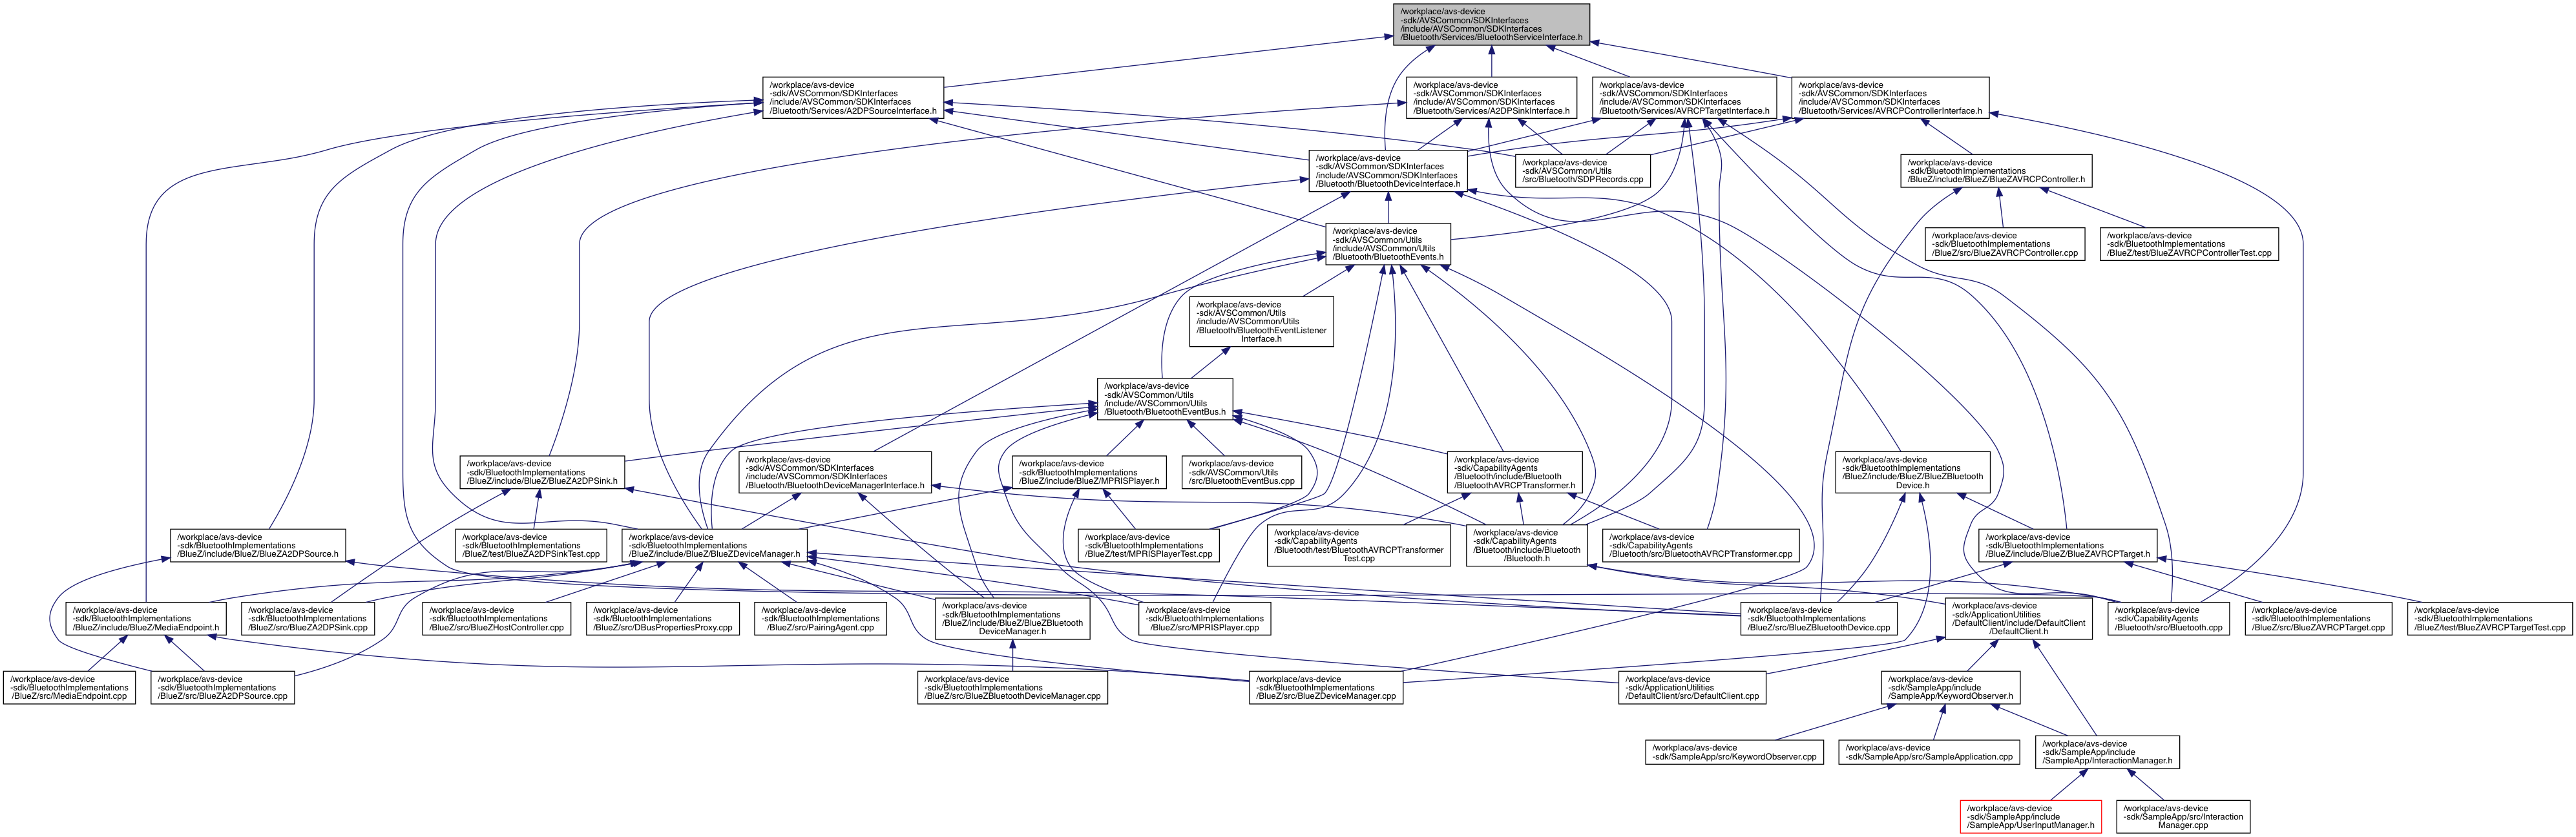 /workplace/avs-device
-sdk/AVSCommon/SDKInterfaces
/include/AVSCommon/SDKInterfaces
/Bluetooth/Services/BluetoothServiceInterface.h
/workplace/avs-device
-sdk/AVSCommon/SDKInterfaces
/include/AVSCommon/SDKInterfaces
/Bluetooth/Services/A2DPSourceInterface.h
/workplace/avs-device
-sdk/AVSCommon/SDKInterfaces
/include/AVSCommon/SDKInterfaces
/Bluetooth/Services/A2DPSinkInterface.h
/workplace/avs-device
-sdk/AVSCommon/SDKInterfaces
/include/AVSCommon/SDKInterfaces
/Bluetooth/Services/AVRCPTargetInterface.h
/workplace/avs-device
-sdk/AVSCommon/SDKInterfaces
/include/AVSCommon/SDKInterfaces
/Bluetooth/Services/AVRCPControllerInterface.h
/workplace/avs-device
-sdk/AVSCommon/SDKInterfaces
/include/AVSCommon/SDKInterfaces
/Bluetooth/BluetoothDeviceInterface.h
/workplace/avs-device
-sdk/AVSCommon/Utils
/src/Bluetooth/SDPRecords.cpp
/workplace/avs-device
-sdk/BluetoothImplementations
/BlueZ/include/BlueZ/BlueZAVRCPController.h
/workplace/avs-device
-sdk/AVSCommon/Utils
/include/AVSCommon/Utils
/Bluetooth/BluetoothEvents.h
/workplace/avs-device
-sdk/BluetoothImplementations
/BlueZ/src/BlueZAVRCPController.cpp
/workplace/avs-device
-sdk/BluetoothImplementations
/BlueZ/test/BlueZAVRCPControllerTest.cpp
/workplace/avs-device
-sdk/AVSCommon/Utils
/include/AVSCommon/Utils
/Bluetooth/BluetoothEventListener
Interface.h
/workplace/avs-device
-sdk/AVSCommon/Utils
/include/AVSCommon/Utils
/Bluetooth/BluetoothEventBus.h
/workplace/avs-device
-sdk/BluetoothImplementations
/BlueZ/include/BlueZ/BlueZA2DPSink.h
/workplace/avs-device
-sdk/AVSCommon/SDKInterfaces
/include/AVSCommon/SDKInterfaces
/Bluetooth/BluetoothDeviceManagerInterface.h
/workplace/avs-device
-sdk/BluetoothImplementations
/BlueZ/include/BlueZ/MPRISPlayer.h
/workplace/avs-device
-sdk/AVSCommon/Utils
/src/Bluetooth/BluetoothEventBus.cpp
/workplace/avs-device
-sdk/CapabilityAgents
/Bluetooth/include/Bluetooth
/BluetoothAVRCPTransformer.h
/workplace/avs-device
-sdk/BluetoothImplementations
/BlueZ/include/BlueZ/BlueZBluetooth
Device.h
/workplace/avs-device
-sdk/BluetoothImplementations
/BlueZ/include/BlueZ/BlueZA2DPSource.h
/workplace/avs-device
-sdk/BluetoothImplementations
/BlueZ/test/BlueZA2DPSinkTest.cpp
/workplace/avs-device
-sdk/BluetoothImplementations
/BlueZ/include/BlueZ/BlueZDeviceManager.h
/workplace/avs-device
-sdk/BluetoothImplementations
/BlueZ/test/MPRISPlayerTest.cpp
/workplace/avs-device
-sdk/CapabilityAgents
/Bluetooth/test/BluetoothAVRCPTransformer
Test.cpp
/workplace/avs-device
-sdk/CapabilityAgents
/Bluetooth/include/Bluetooth
/Bluetooth.h
/workplace/avs-device
-sdk/CapabilityAgents
/Bluetooth/src/BluetoothAVRCPTransformer.cpp
/workplace/avs-device
-sdk/BluetoothImplementations
/BlueZ/include/BlueZ/BlueZAVRCPTarget.h
/workplace/avs-device
-sdk/BluetoothImplementations
/BlueZ/include/BlueZ/MediaEndpoint.h
/workplace/avs-device
-sdk/BluetoothImplementations
/BlueZ/src/BlueZA2DPSink.cpp
/workplace/avs-device
-sdk/BluetoothImplementations
/BlueZ/src/BlueZHostController.cpp
/workplace/avs-device
-sdk/BluetoothImplementations
/BlueZ/src/DBusPropertiesProxy.cpp
/workplace/avs-device
-sdk/BluetoothImplementations
/BlueZ/src/PairingAgent.cpp
/workplace/avs-device
-sdk/BluetoothImplementations
/BlueZ/include/BlueZ/BlueZBluetooth
DeviceManager.h
/workplace/avs-device
-sdk/BluetoothImplementations
/BlueZ/src/MPRISPlayer.cpp
/workplace/avs-device
-sdk/BluetoothImplementations
/BlueZ/src/BlueZBluetoothDevice.cpp
/workplace/avs-device
-sdk/ApplicationUtilities
/DefaultClient/include/DefaultClient
/DefaultClient.h
/workplace/avs-device
-sdk/CapabilityAgents
/Bluetooth/src/Bluetooth.cpp
/workplace/avs-device
-sdk/BluetoothImplementations
/BlueZ/src/BlueZAVRCPTarget.cpp
/workplace/avs-device
-sdk/BluetoothImplementations
/BlueZ/test/BlueZAVRCPTargetTest.cpp
/workplace/avs-device
-sdk/BluetoothImplementations
/BlueZ/src/MediaEndpoint.cpp
/workplace/avs-device
-sdk/BluetoothImplementations
/BlueZ/src/BlueZA2DPSource.cpp
/workplace/avs-device
-sdk/BluetoothImplementations
/BlueZ/src/BlueZBluetoothDeviceManager.cpp
/workplace/avs-device
-sdk/BluetoothImplementations
/BlueZ/src/BlueZDeviceManager.cpp
/workplace/avs-device
-sdk/ApplicationUtilities
/DefaultClient/src/DefaultClient.cpp
/workplace/avs-device
-sdk/SampleApp/include
/SampleApp/KeywordObserver.h
/workplace/avs-device
-sdk/SampleApp/src/KeywordObserver.cpp
/workplace/avs-device
-sdk/SampleApp/src/SampleApplication.cpp
/workplace/avs-device
-sdk/SampleApp/include
/SampleApp/InteractionManager.h
/workplace/avs-device
-sdk/SampleApp/include
/SampleApp/UserInputManager.h
/workplace/avs-device
-sdk/SampleApp/src/Interaction
Manager.cpp